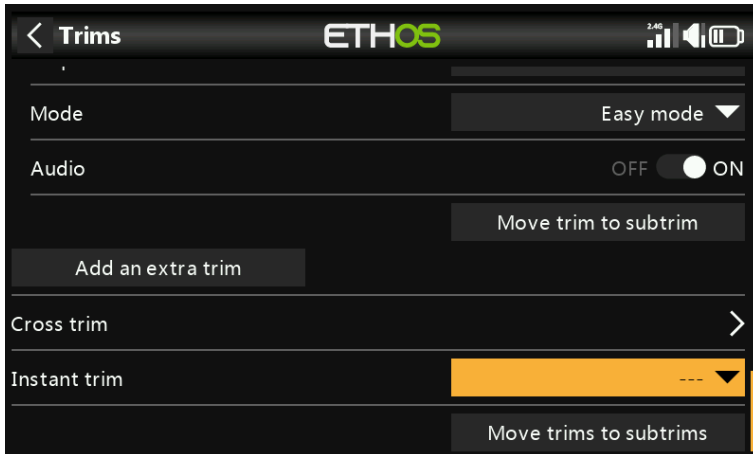 Trims
ETHOS
2.4G
Mode
Easy mode
Audio
OFF ON
Move trim to subtrim
Add an extra trim
Cross trim
Instant trim
---
Move trims to subtrims